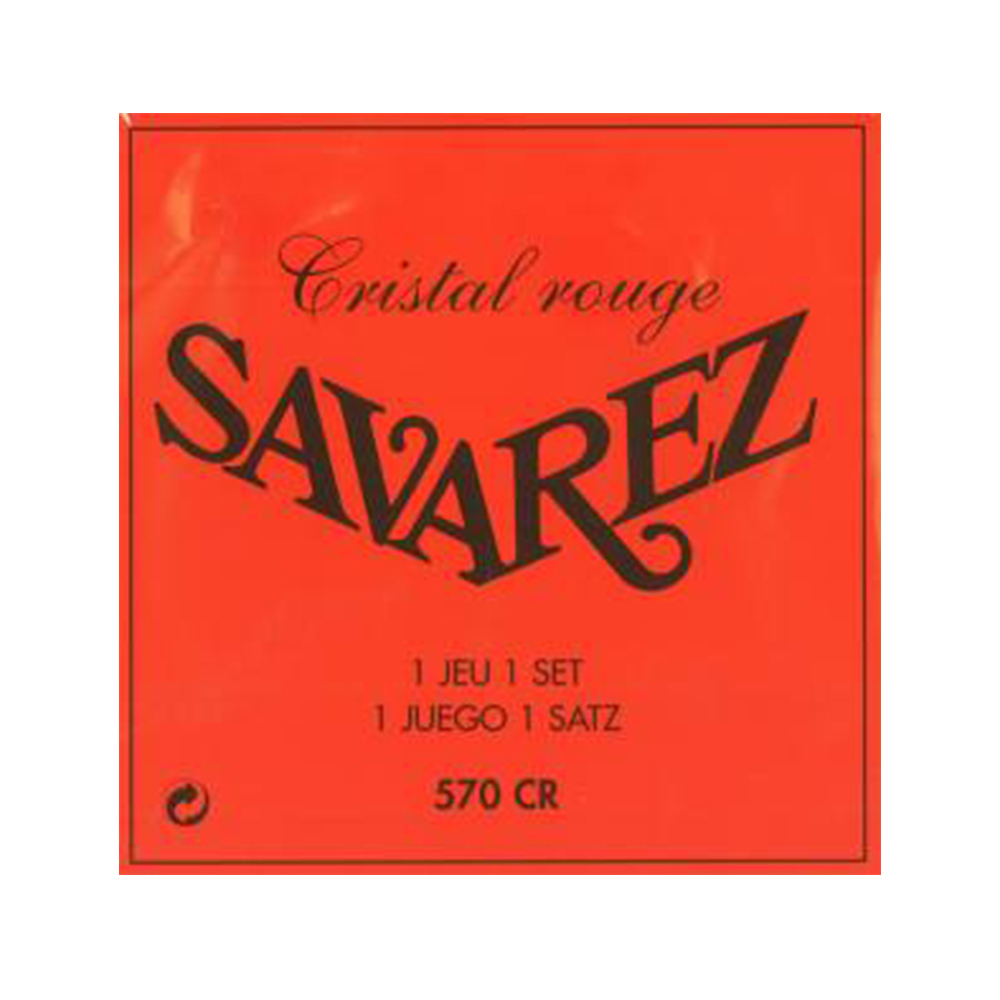 Cristal rouge
SAVAREZ
1 JEU 1 SET
1 JUEGO 1 SATZ
570 CR